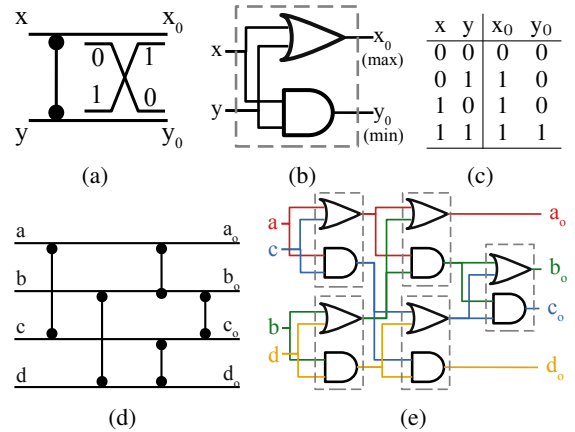 x x₀
0 1
1 0
y y₀
(a)
x x₀
(max)
y y₀
(min)
(b)
x y x₀ y₀
0 0 0 0
0 1 1 0
1 0 1 0
1 1 1 1
(c)
a aₒ
b bₒ
c cₒ
d dₒ
(d)
a aₒ
c
bₒ
cₒ
b
d dₒ
(e)